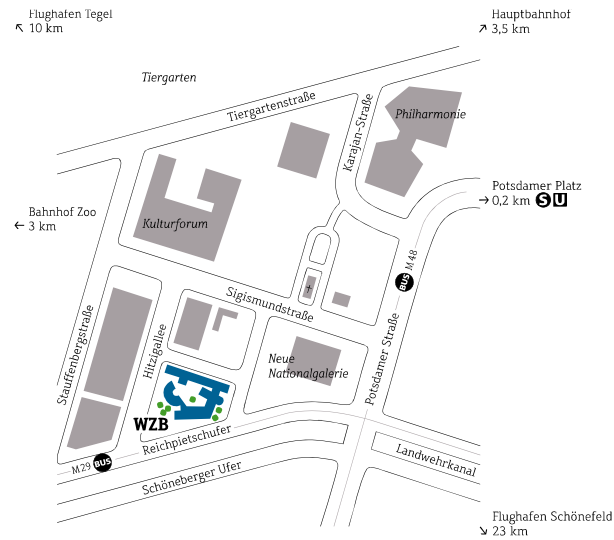 Flughafen Tegel
10 km
Hauptbahnhof
3,5 km
Tiergarten
Tiergartenstraße
Karajan-Straße
Philharmonie
Potsdamer Platz
0,2 km S U
Bahnhof Zoo
3 km
Kulturforum
BUS M48
Sigismundstraße
Stauffenbergstraße
Hitzigallee
Potsdamer Straße
Neue
Nationalgalerie
WZB
Reichpietschufer
Landwehrkanal
M29 BUS
Schöneberger Ufer
Flughafen Schönefeld
23 km